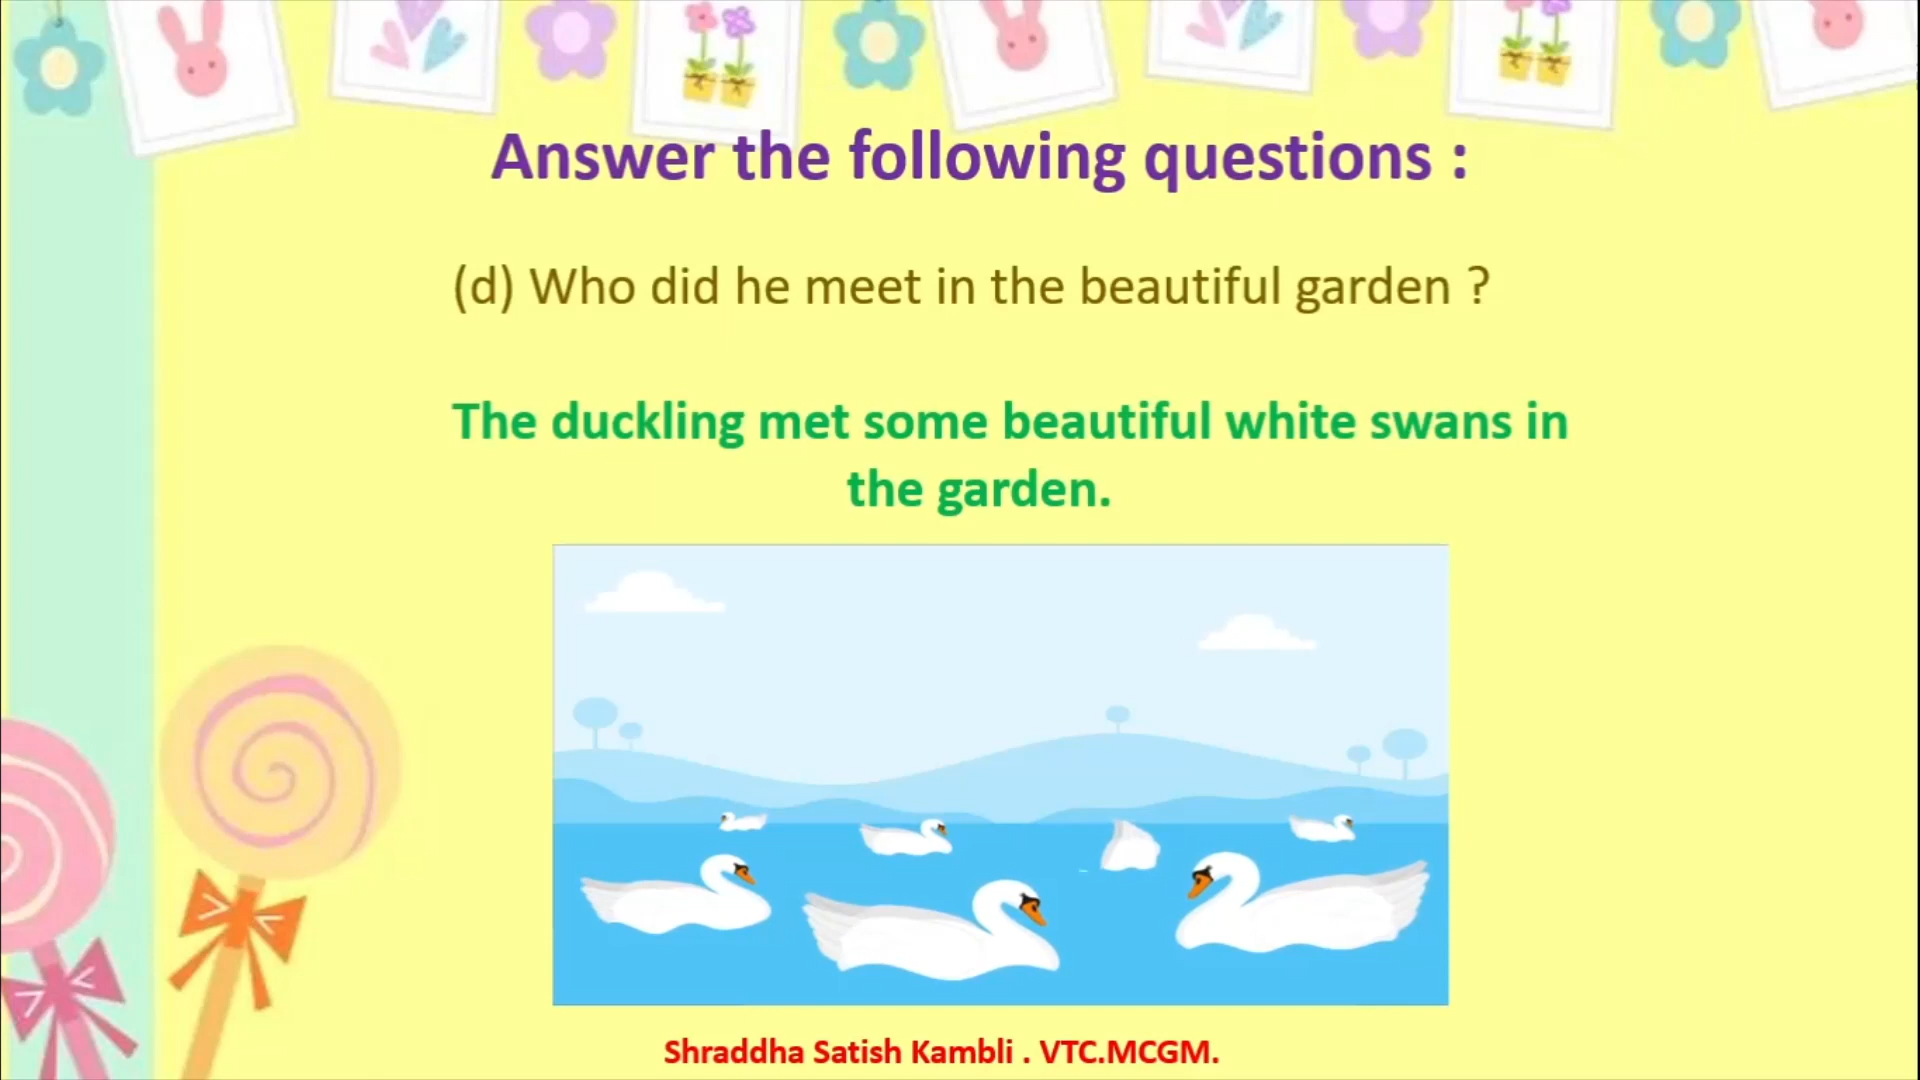 Answer the following questions :
(d) Who did he meet in the beautiful garden ?
The duckling met some beautiful white swans in
the garden.
Shraddha Satish Kambli . VTC.MCGM.